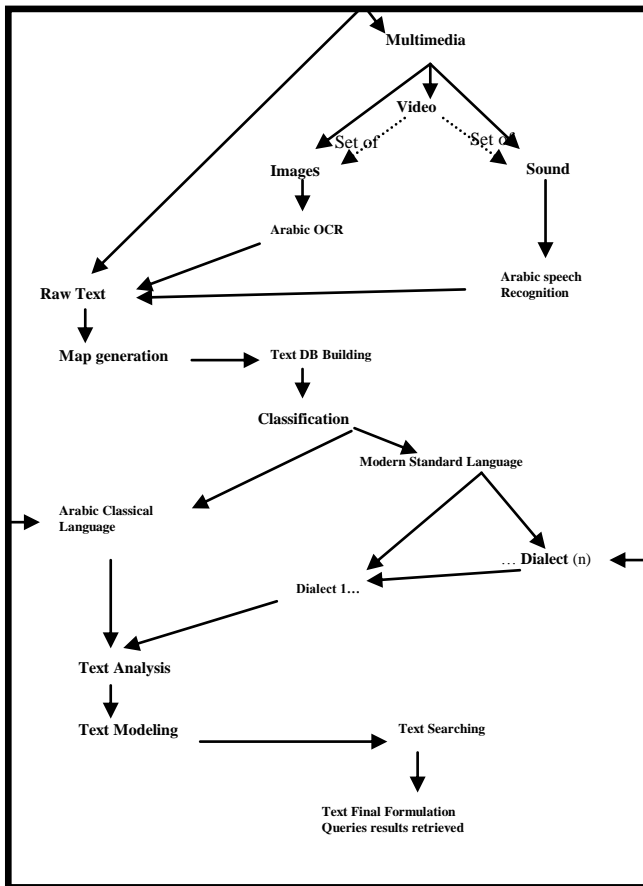 Multimedia
Video
Set of
Set of
Images
Sound
Arabic OCR
Raw Text
Arabic speech
Recognition
Map generation
Text DB Building
Classification
Modern Standard Language
Arabic Classical
Language
… Dialect (n)
Dialect 1…
Text Analysis
Text Modeling
Text Searching
Text Final Formulation
Queries results retrieved